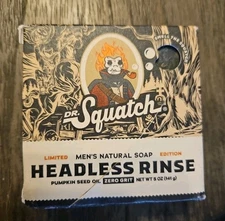 DR.
Squatch
LIMITED MEN'S NATURAL SOAP EDITION
HEADLESS RINSE
PUMPKIN SEED OIL ZERO GRIT NET WT 5 OZ (141 g)